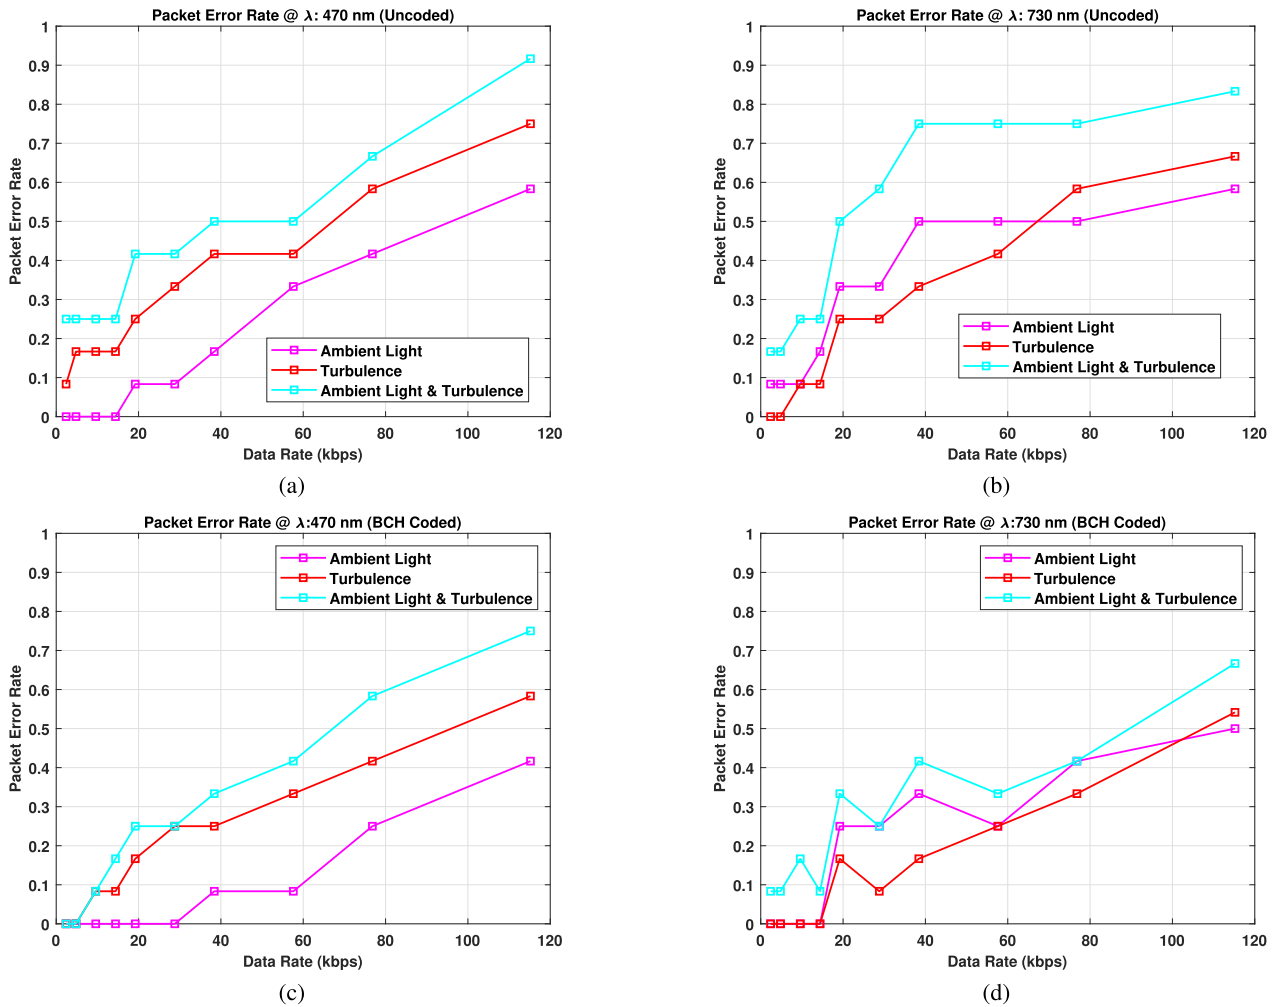 Packet Error Rate @ λ: 470 nm (Uncoded)
1
0.9
0.8
0.7
0.6
0.5
0.4
0.3
0.2
0.1
0
Packet Error Rate
Ambient Light
Turbulence
Ambient Light & Turbulence
0 20 40 60 80 100 120
Data Rate (kbps)
(a)
Packet Error Rate @ λ: 730 nm (Uncoded)
1
0.9
0.8
0.7
0.6
0.5
0.4
0.3
0.2
0.1
0
Packet Error Rate
Ambient Light
Turbulence
Ambient Light & Turbulence
0 20 40 60 80 100 120
Data Rate (kbps)
(b)
Packet Error Rate @ λ:470 nm (BCH Coded)
1
0.9
0.8
0.7
0.6
0.5
0.4
0.3
0.2
0.1
0
Packet Error Rate
Ambient Light
Turbulence
Ambient Light & Turbulence
0 20 40 60 80 100 120
Data Rate (kbps)
(c)
Packet Error Rate @ λ:730 nm (BCH Coded)
1
0.9
0.8
0.7
0.6
0.5
0.4
0.3
0.2
0.1
0
Packet Error Rate
Ambient Light
Turbulence
Ambient Light & Turbulence
0 20 40 60 80 100 120
Data Rate (kbps)
(d)